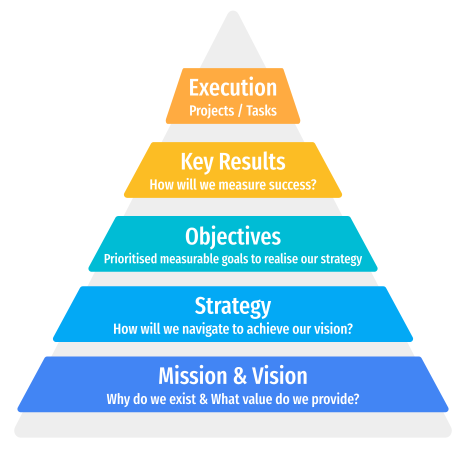 Execution
Projects / Tasks
Key Results
How will we measure success?
Objectives
Prioritised measurable goals to realise our strategy
Strategy
How will we navigate to achieve our vision?
Mission & Vision
Why do we exist & What value do we provide?